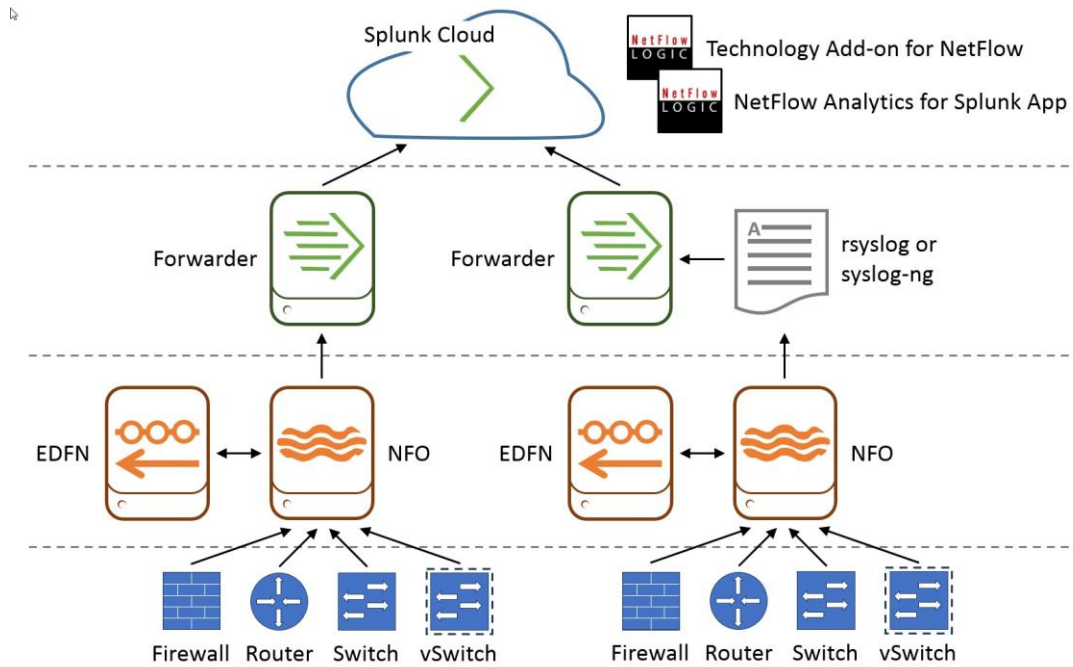 Splunk Cloud
NetFlow
LOGIC
Technology Add-on for NetFlow
NetFlow
LOGIC
NetFlow Analytics for Splunk App
Forwarder
Forwarder
A
rsyslog or
syslog-ng
EDFN
NFO
EDFN
NFO
Firewall
Router
Switch
vSwitch
Firewall
Router
Switch
vSwitch